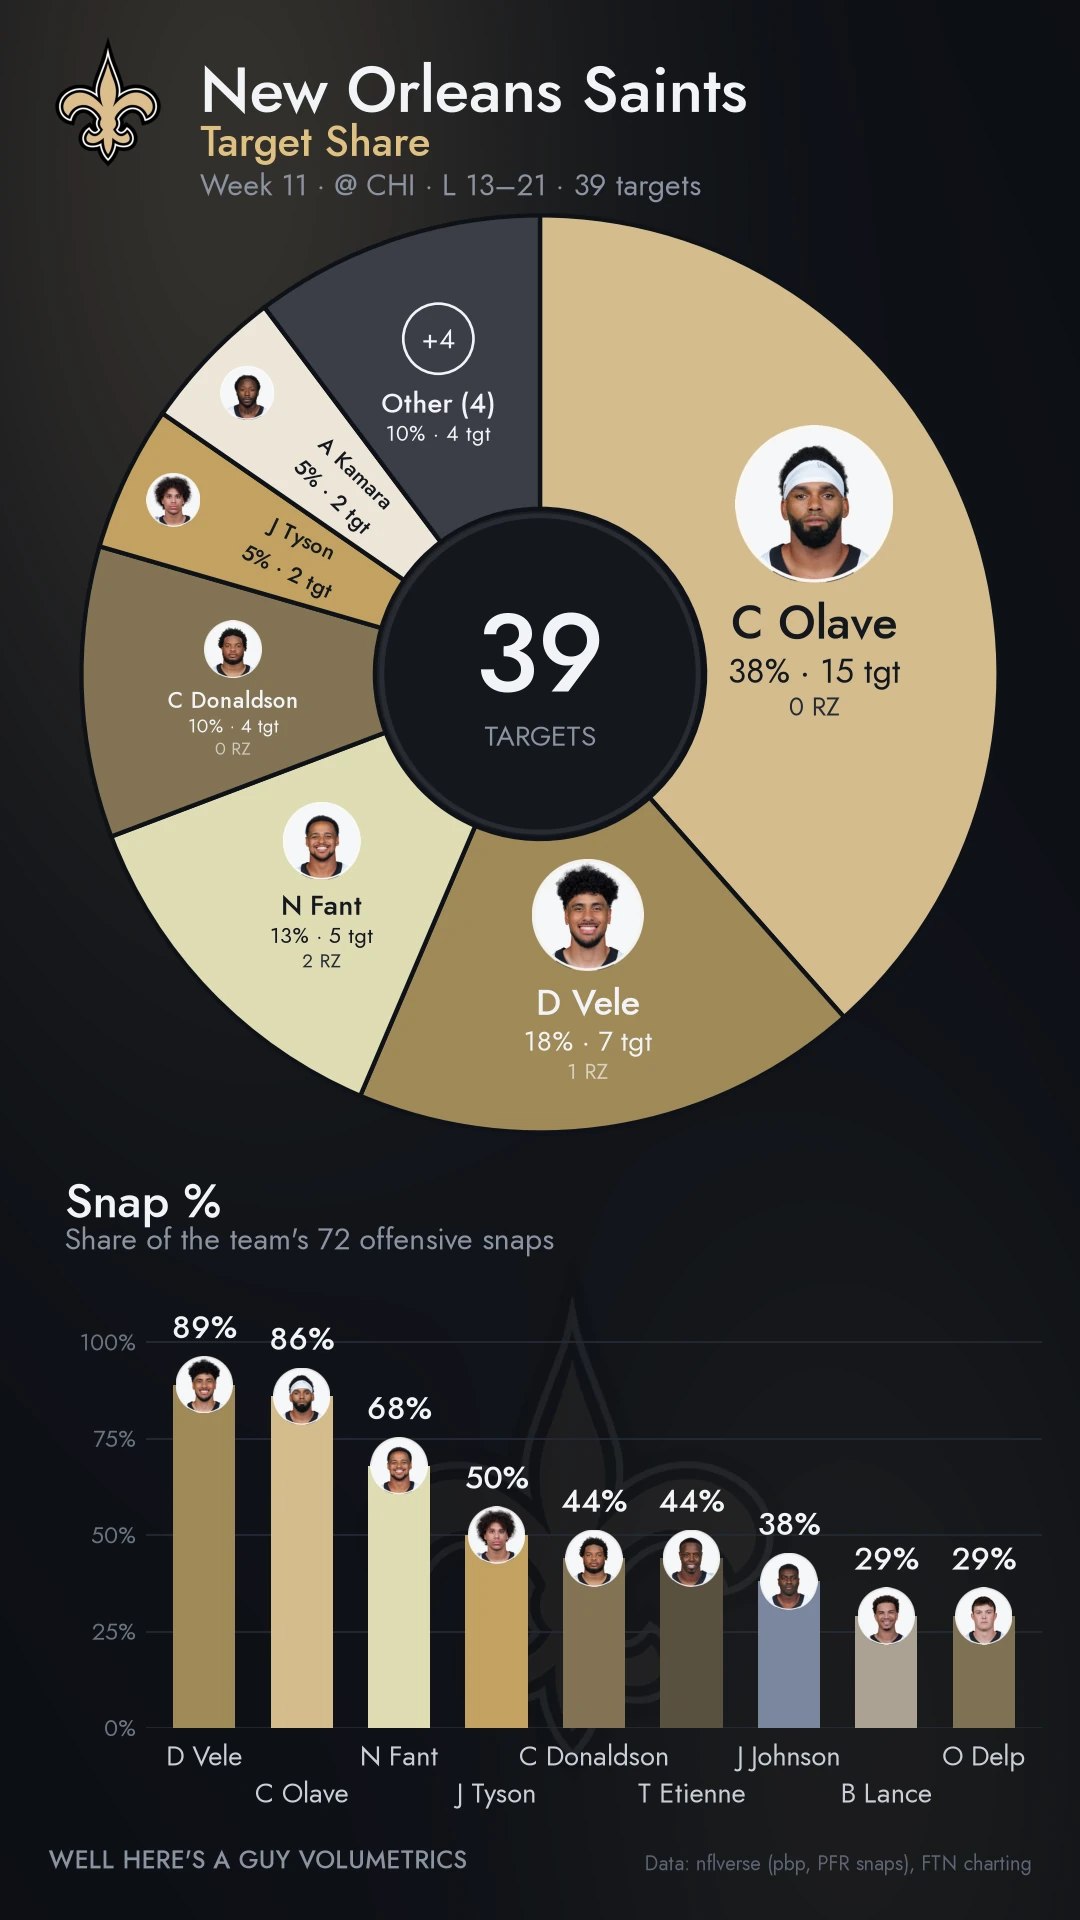 New Orleans Saints
Target Share
Week 11 · @ CHI · L 13–21 · 39 targets
+4
Other (4)
10% · 4 tgt
A Kamara
5% · 2 tgt
J Tyson
5% · 2 tgt
C Olave
38% · 15 tgt
0 RZ
39
TARGETS
C Donaldson
10% · 4 tgt
0 RZ
N Fant
13% · 5 tgt
2 RZ
D Vele
18% · 7 tgt
1 RZ
Snap %
Share of the team's 72 offensive snaps
89% 86% 68% 50% 44% 44% 38% 29% 29%
100%
75%
50%
25%
0%
D Vele N Fant C Donaldson J Johnson O Delp
C Olave J Tyson T Etienne B Lance
WELL HERE'S A GUY VOLUMETRICS
Data: nflverse (pbp, PFR snaps), FTN charting